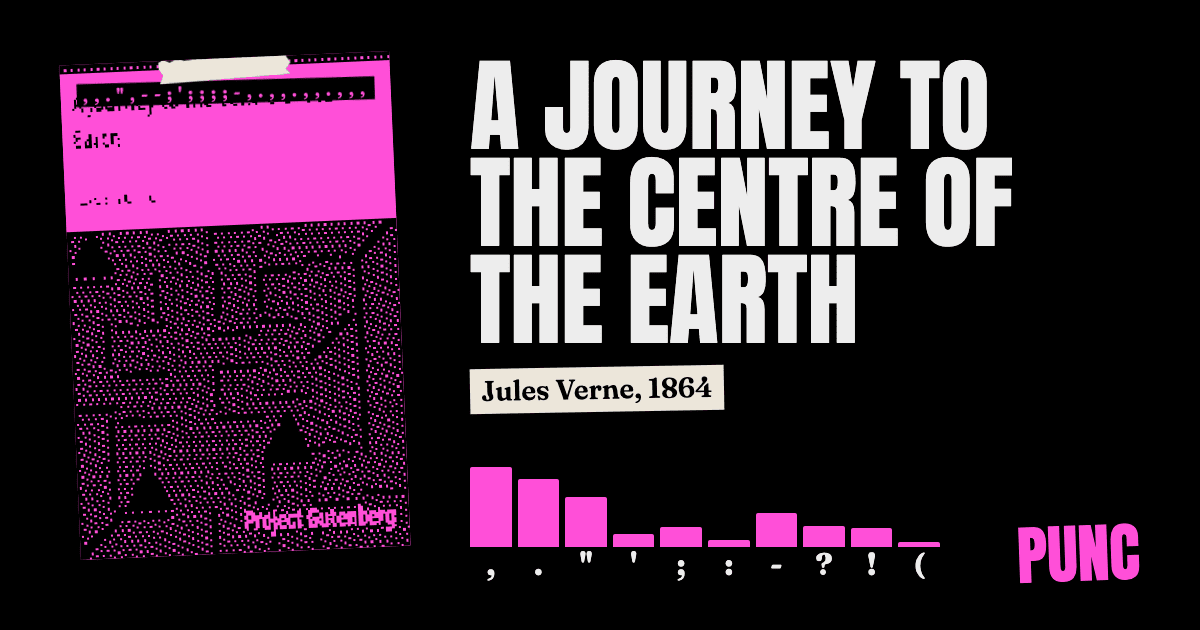 ,,.",--;';;;-,.,.,.,,,
Project Gutenberg
A JOURNEY TO
THE CENTRE OF
THE EARTH
Jules Verne, 1864
, . " ' ; : - ? ! (
PUNC